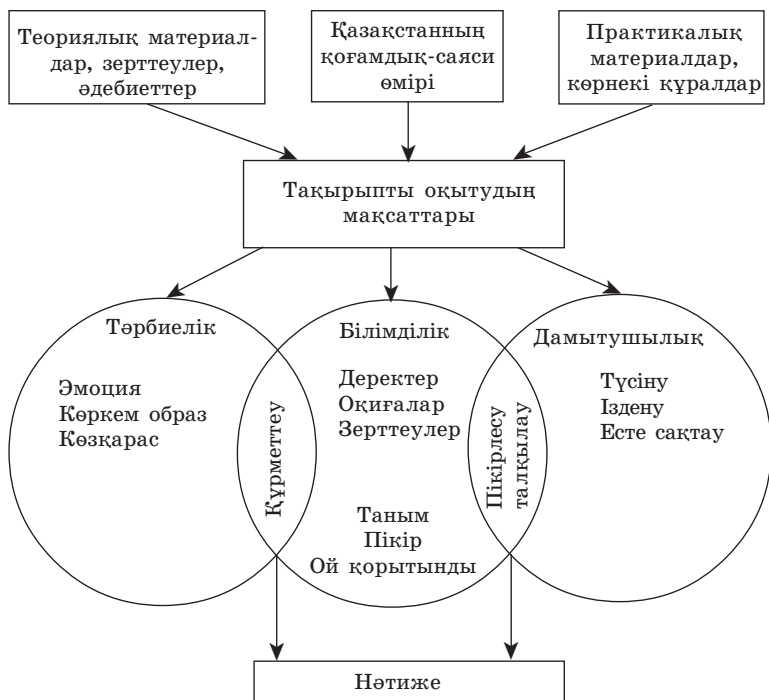 Теориялық материал-
дар, зерттеулер,
әдебиеттер
Қазақстанның
қоғамдық-саяси
өмірі
Практикалық
материалдар,
көрнекі құралдар
Тақырыпты оқытудың
мақсаттары
Тәрбиелік
Эмоция
Көркем образ
Көзқарас
Құрметтеу
Білімділік
Деректер
Оқиғалар
Зерттеулер
Таным
Пікір
Ой қорытынды
Пікірлесу
талқылау
Дамытушылық
Түсіну
Іздену
Есте сақтау
Нәтиже